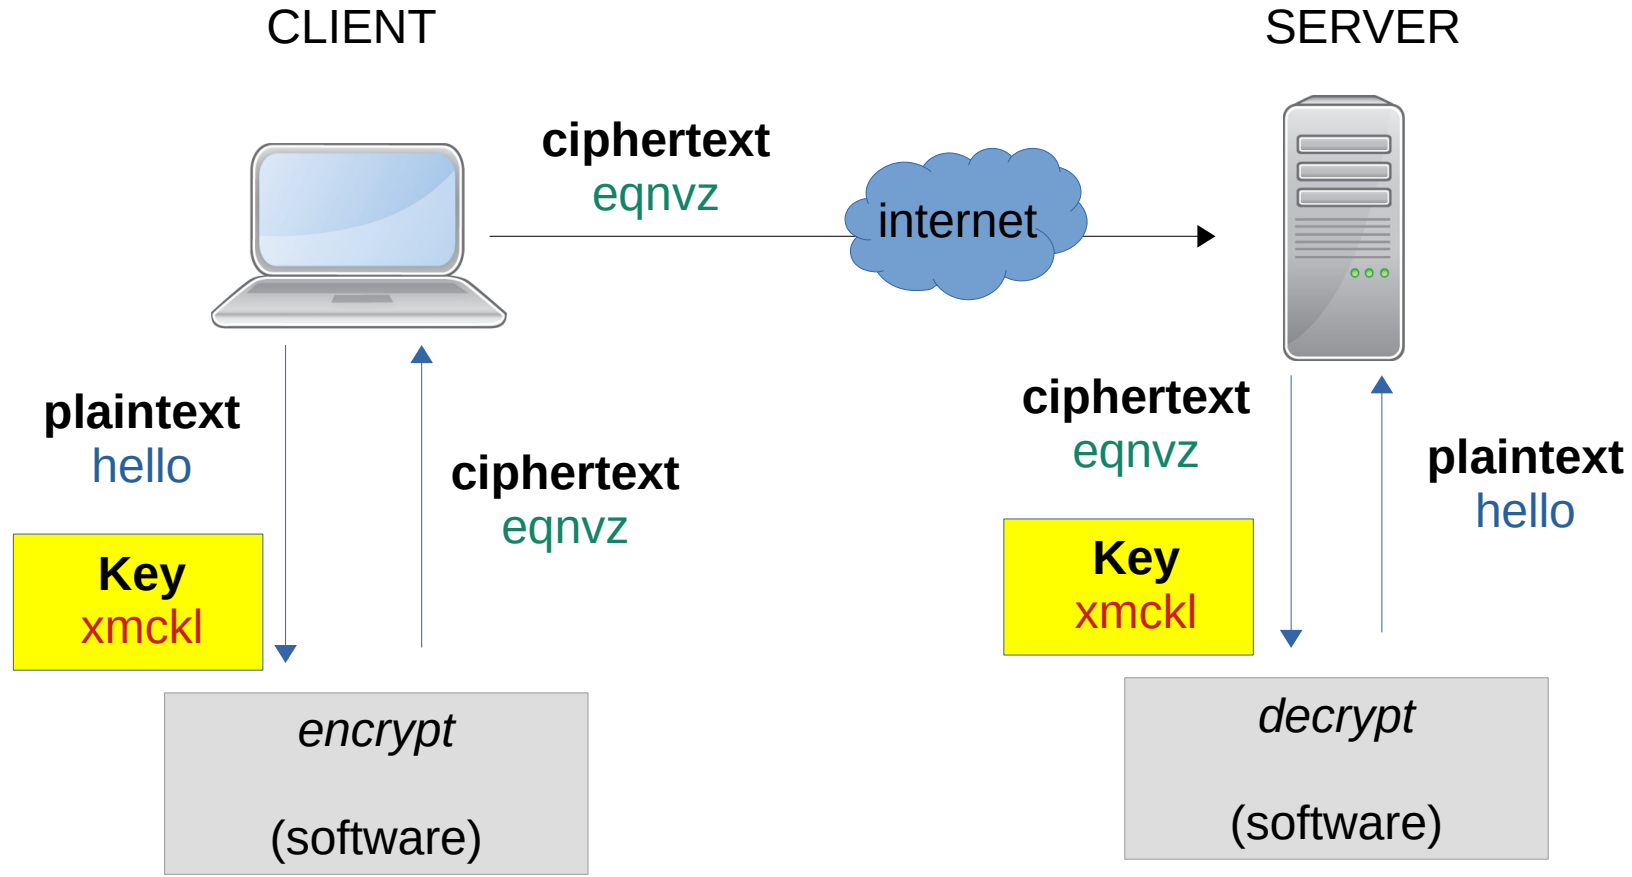 CLIENT
SERVER
ciphertext
eqnvz
internet
plaintext
hello
ciphertext
eqnvz
Key
xmckl
encrypt
(software)
ciphertext
eqnvz
plaintext
hello
Key
xmckl
decrypt
(software)